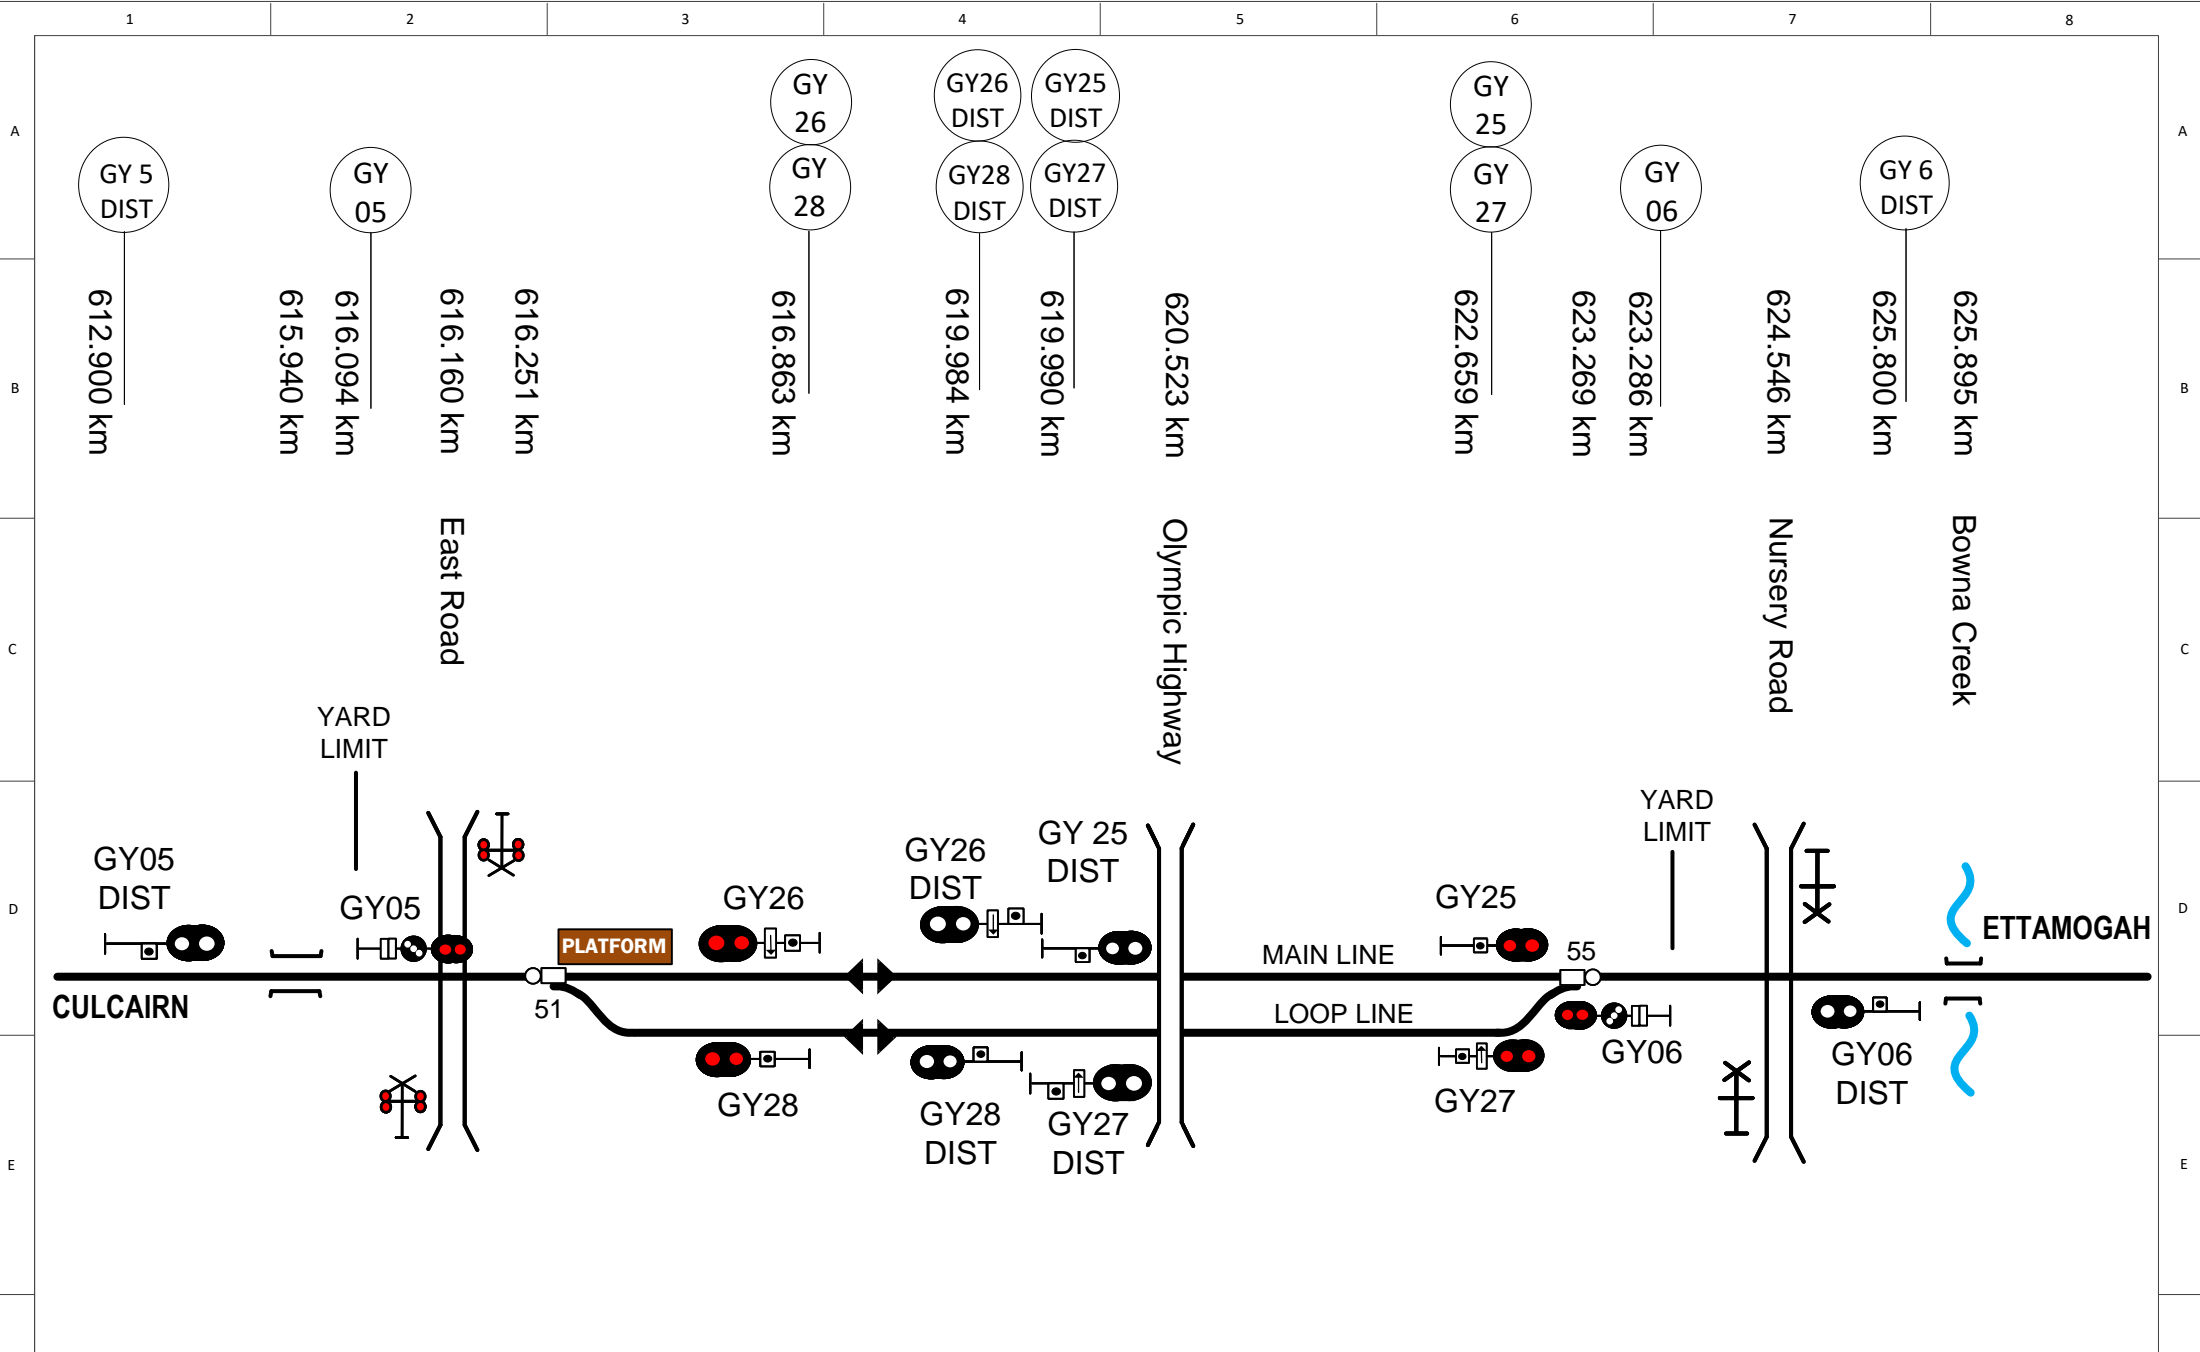 1 2 3 4 5 6 7 8
A
A
GY
26
GY26
DIST
GY25
DIST
GY
25
GY 5
DIST
GY
05
GY
28
GY28
DIST
GY27
DIST
GY
27
GY
06
GY 6
DIST
B
B
612.900 km
615.940 km
616.094 km
616.160 km
616.251 km
616.863 km
619.984 km
619.990 km
620.523 km
622.659 km
623.269 km
623.286 km
624.546 km
625.800 km
625.895 km
C
C
East Road
Olympic Highway
Nursery Road
Bowna Creek
YARD
LIMIT
YARD
LIMIT
D
D
GY05
DIST
GY05
GY26
GY26
DIST
GY 25
DIST
GY25
PLATFORM
MAIN LINE
55
ETTAMOGAH
CULCAIRN
51
LOOP LINE
GY28
GY28
DIST
GY27
DIST
GY27
GY06
GY06
DIST
E
E